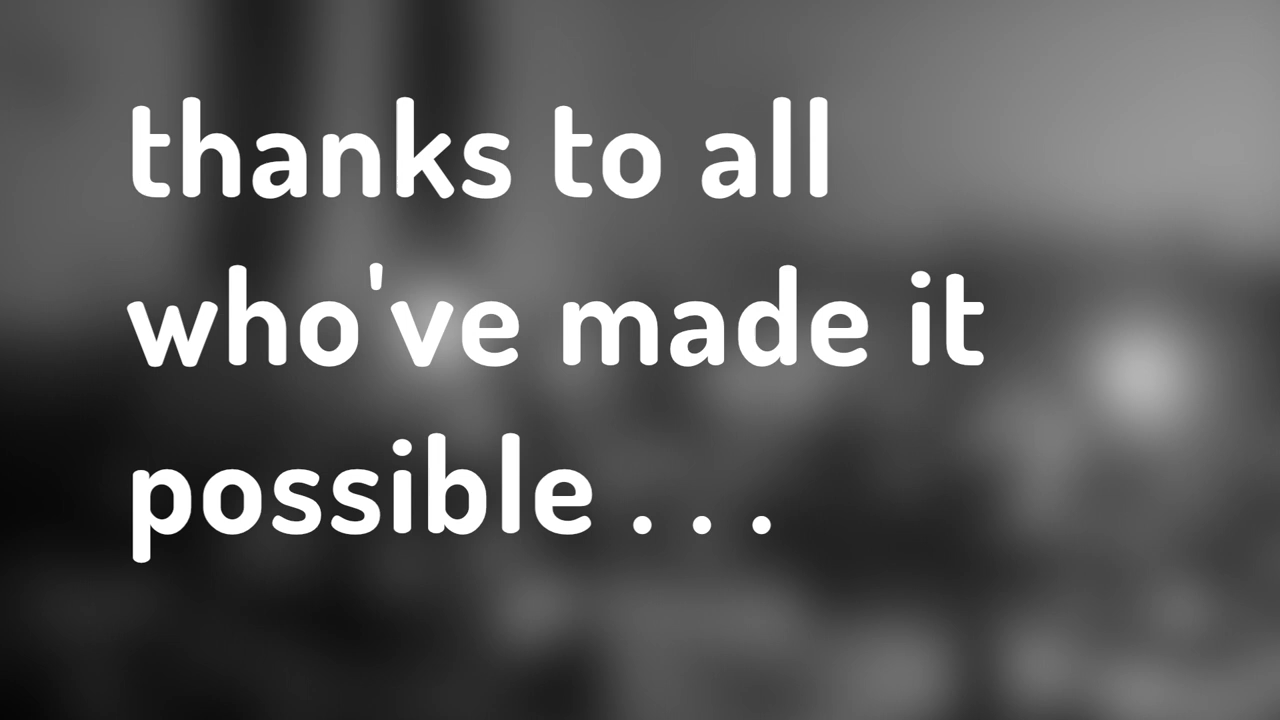 thanks to all
who've made it
possible . . .